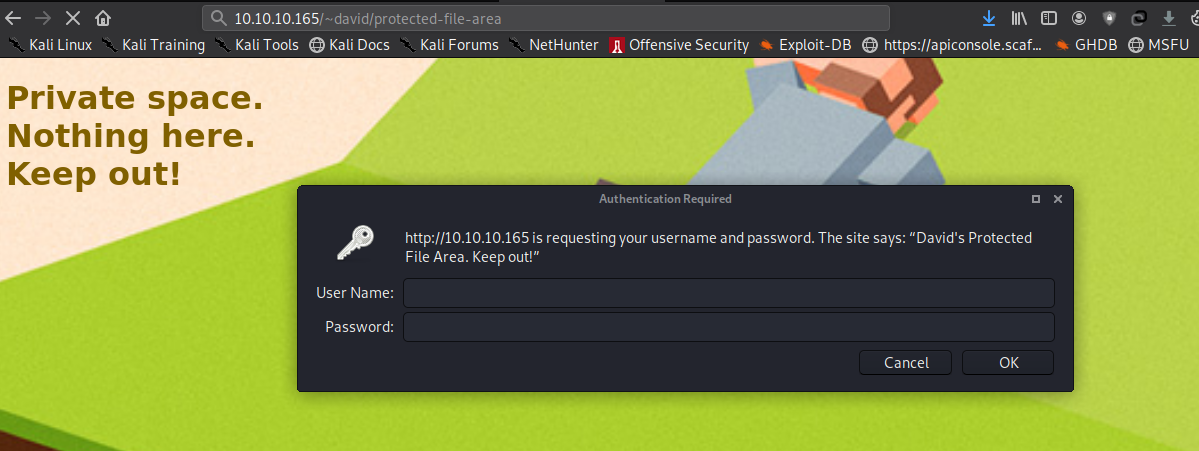 10.10.10.165/~david/protected-file-area
Kali Linux Kali Training Kali Tools Kali Docs Kali Forums NetHunter Offensive Security Exploit-DB https://apiconsole.scaf... GHDB MSFU
Private space.
Nothing here.
Keep out!
Authentication Required
http://10.10.10.165 is requesting your username and password. The site says: “David's Protected
File Area. Keep out!”
User Name:
Password:
Cancel OK